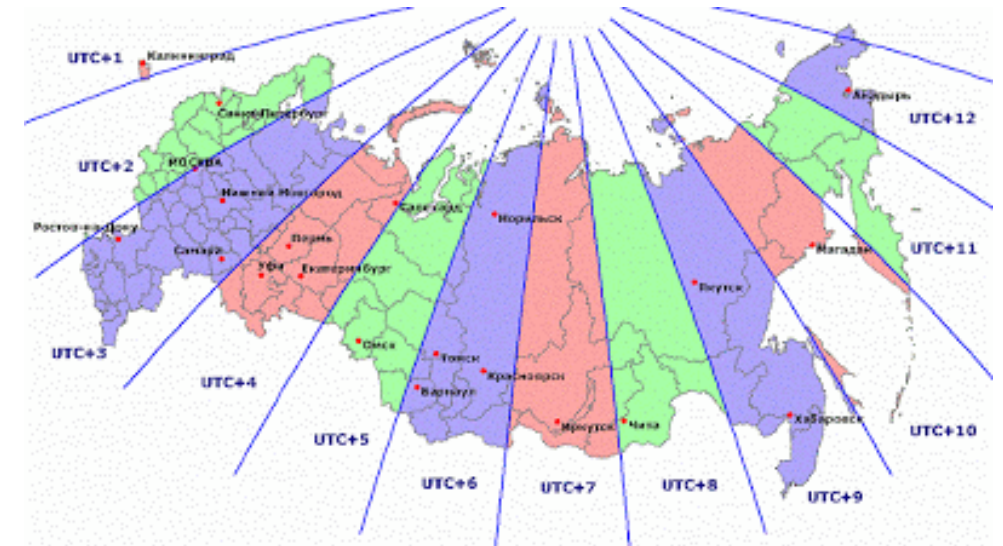 UTC+1
Калининград
Санкт-Петербург
Анадырь
UTC+12
UTC+2
МОСКВА
Нижний Новгород
Салехард
Норильск
Ростов-на-Дону
Самара
Пермь
Уфа
Екатеринбург
Магадан
UTC+11
Якутск
UTC+3
Омск
Томск
Красноярск
UTC+4
Барнаул
Иркутск
Чита
Хабаровск
UTC+10
UTC+5
UTC+6
UTC+7
UTC+8
UTC+9